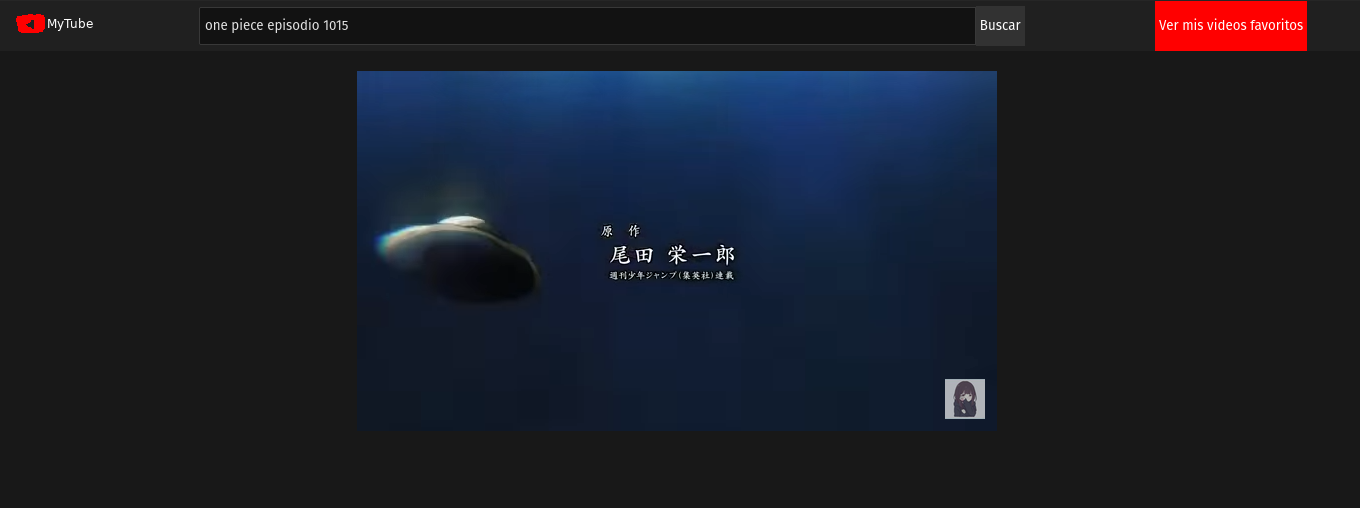 MyTube
one piece episodio 1015
Buscar
Ver mis videos favoritos
原 作
尾田 栄一郎
週刊少年ジャンプ(集英社)連載